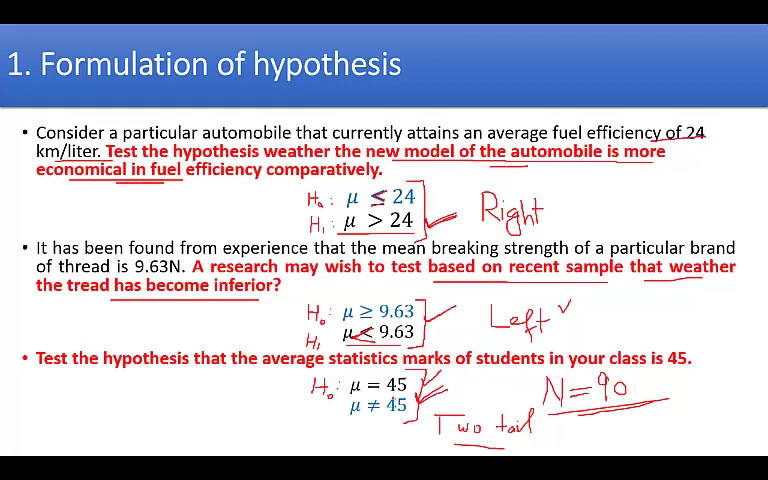 1. Formulation of hypothesis
• Consider a particular automobile that currently attains an average fuel efficiency of 24
km/liter. Test the hypothesis weather the new model of the automobile is more
economical in fuel efficiency comparatively.
H₀: μ ≤ 24
H₁: μ > 24
Right
• It has been found from experience that the mean breaking strength of a particular brand
of thread is 9.63N. A research may wish to test based on recent sample that weather
the tread has become inferior?
H₀: μ ≥ 9.63
H₁ μ < 9.63
Left ✓
• Test the hypothesis that the average statistics marks of students in your class is 45.
H₀: μ = 45
μ ≠ 45
N=90
Two tail